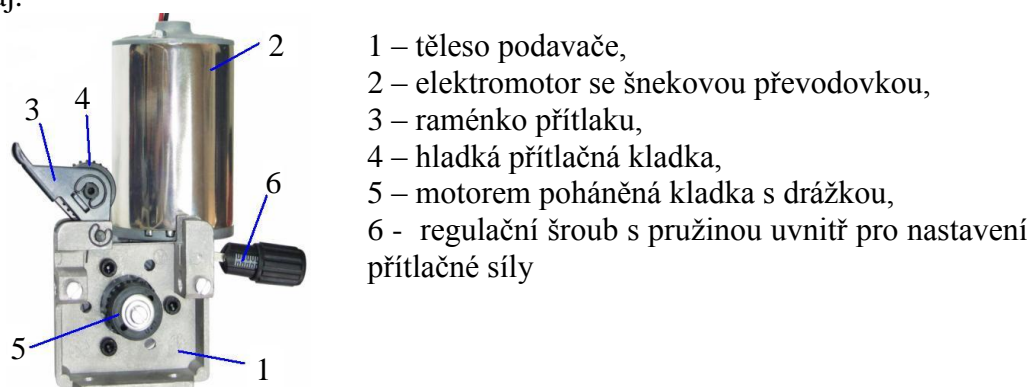 2
3
4
6
5
1
1 – těleso podavače,
2 – elektromotor se šnekovou převodovkou,
3 – raménko přítlaku,
4 – hladká přítlačná kladka,
5 – motorem poháněná kladka s drážkou,
6 -  regulační šroub s pružinou uvnitř pro nastavení
přítlačné síly